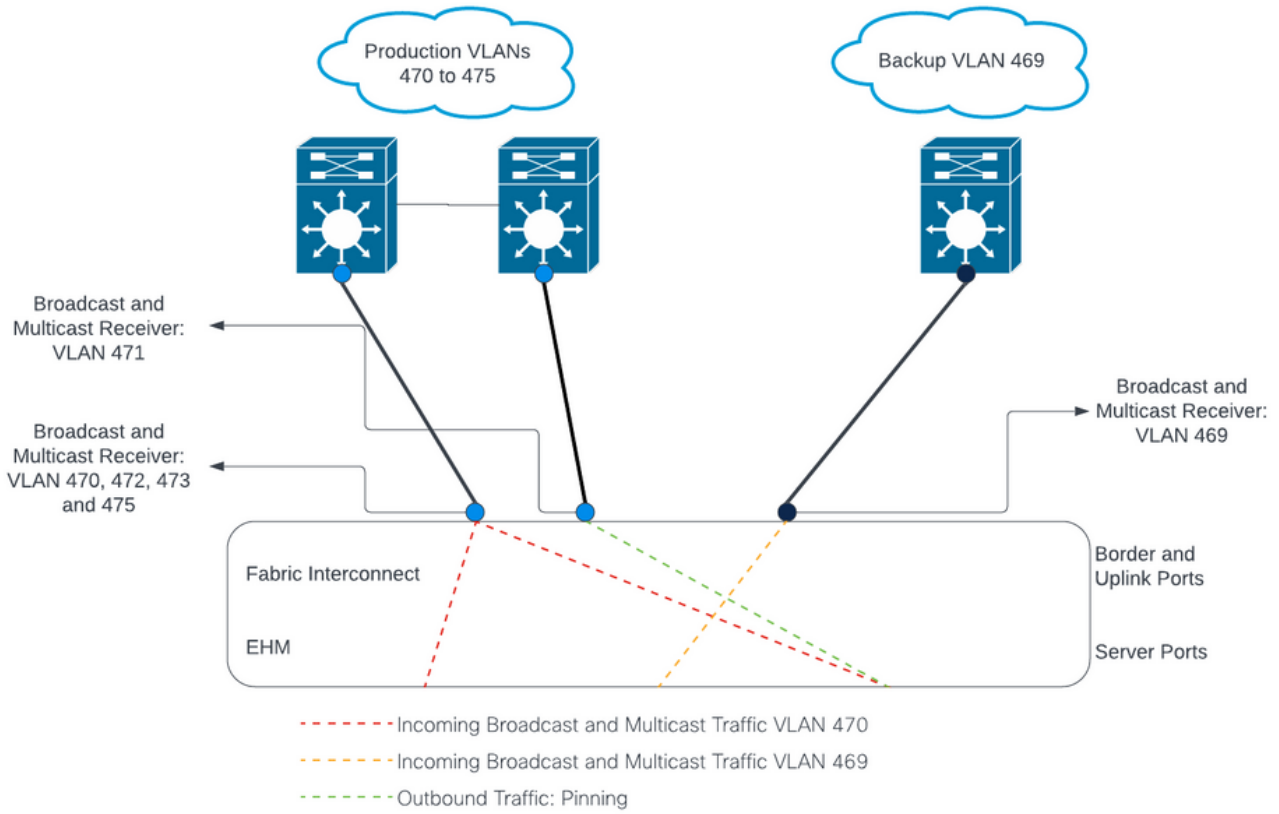 Production VLANs
470 to 475
Backup VLAN 469
Broadcast and
Multicast Receiver:
VLAN 471
Broadcast and
Multicast Receiver:
VLAN 469
Broadcast and
Multicast Receiver:
VLAN 470, 472, 473
and 475
Fabric Interconnect
Border and
Uplink Ports
EHM
Server Ports
Incoming Broadcast and Multicast Traffic VLAN 470
Incoming Broadcast and Multicast Traffic VLAN 469
Outbound Traffic: Pinning